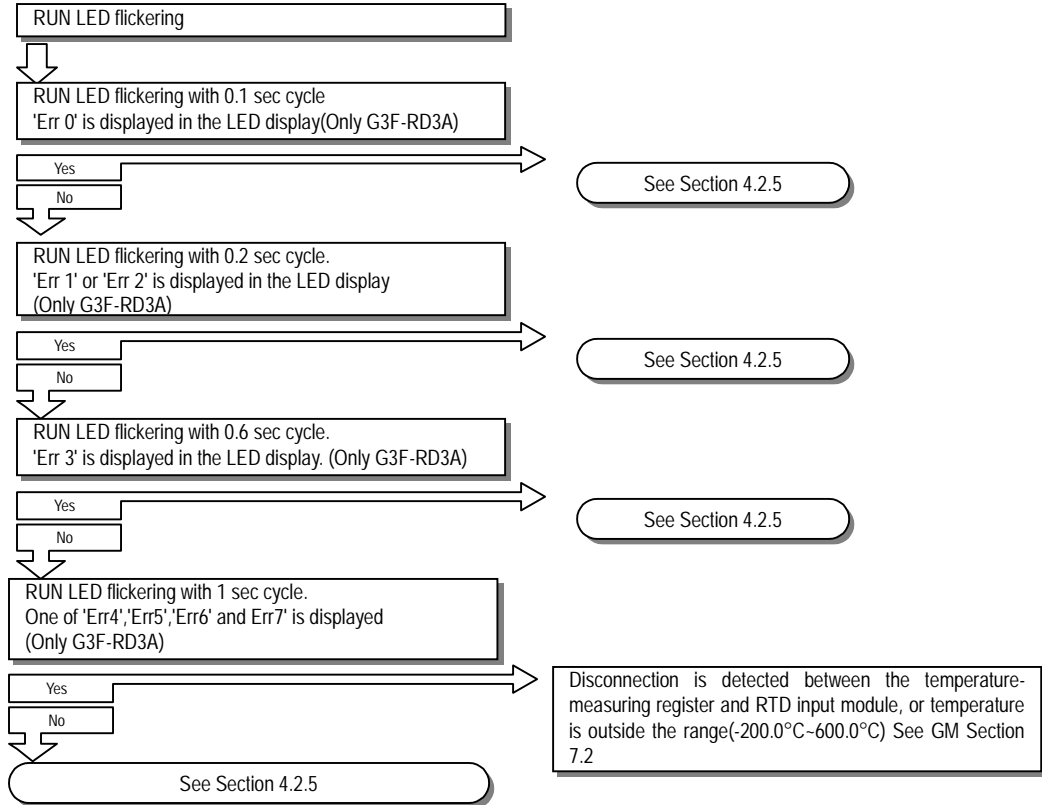 RUN LED flickering
RUN LED flickering with 0.1 sec cycle
'Err 0' is displayed in the LED display(Only G3F-RD3A)
Yes
No
See Section 4.2.5
RUN LED flickering with 0.2 sec cycle.
'Err 1' or 'Err 2' is displayed in the LED display
(Only G3F-RD3A)
Yes
No
See Section 4.2.5
RUN LED flickering with 0.6 sec cycle.
'Err 3' is displayed in the LED display. (Only G3F-RD3A)
Yes
No
See Section 4.2.5
RUN LED flickering with 1 sec cycle.
One of 'Err4','Err5','Err6' and Err7' is displayed
(Only G3F-RD3A)
Yes
No
Disconnection is detected between the temperature-
measuring register and RTD input module, or temperature
is outside the range(-200.0°C~600.0°C) See GM Section
7.2
See Section 4.2.5